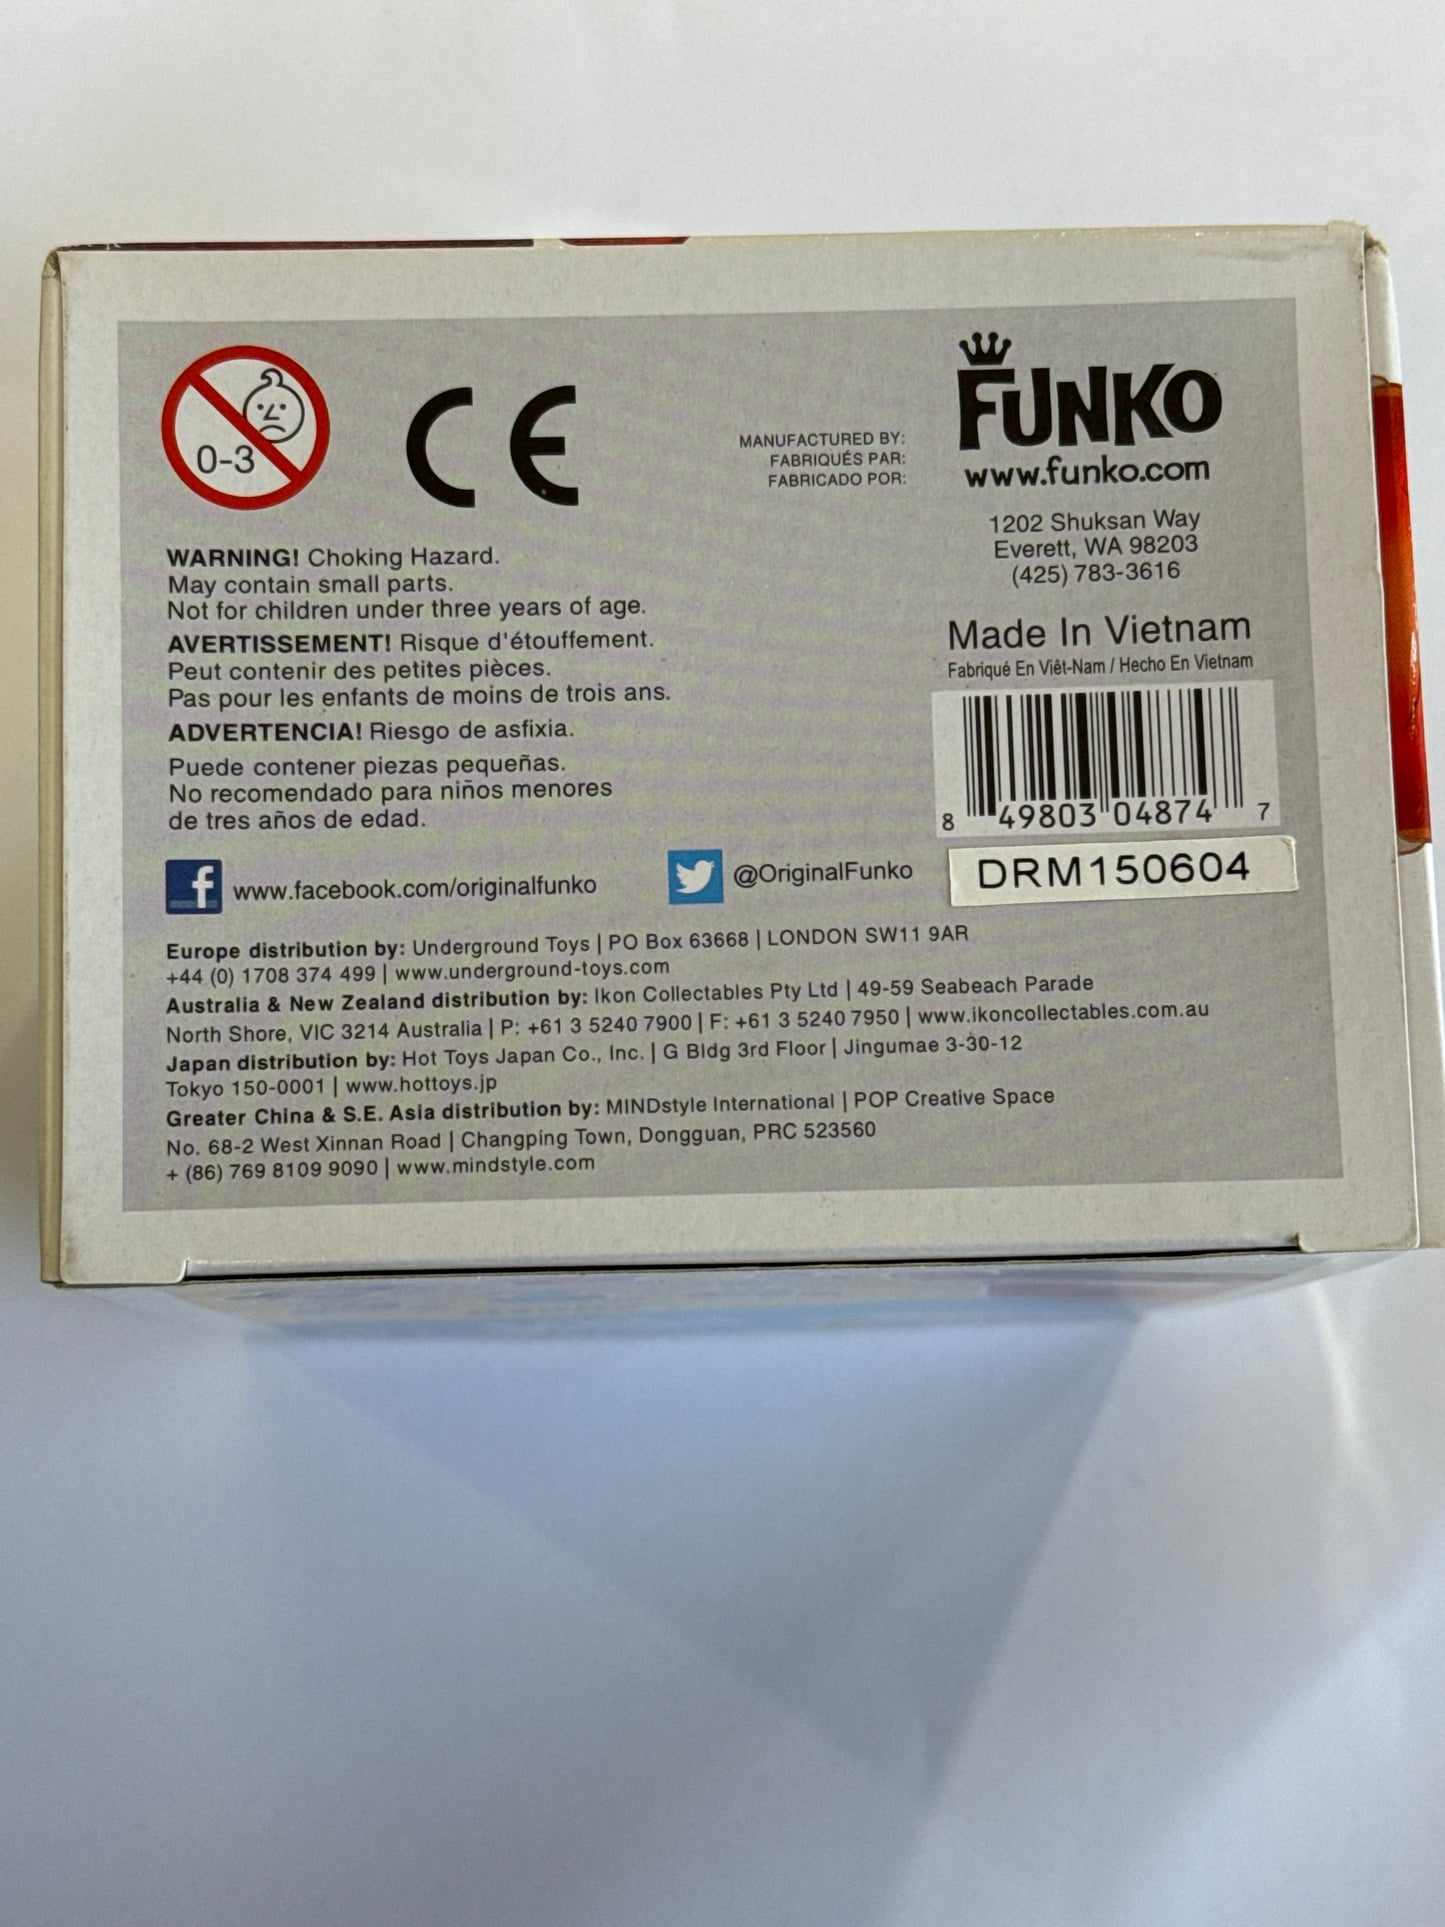 0-3
CE
MANUFACTURED BY:
FABRIQUÉS PAR:
FABRICADO POR:
FUNKO
www.funko.com
1202 Shuksan Way
Everett, WA 98203
(425) 783-3616
WARNING! Choking Hazard.
May contain small parts.
Not for children under three years of age.
AVERTISSEMENT! Risque d'étouffement.
Peut contenir des petites pièces.
Pas pour les enfants de moins de trois ans.
ADVERTENCIA! Riesgo de asfixia.
Puede contener piezas pequeñas.
No recomendado para niños menores
de tres años de edad.
Made In Vietnam
Fabriqué En Viêt-Nam / Hecho En Vietnam
8 49803 04874 7
DRM150604
f www.facebook.com/originalfunko
@OriginalFunko
Europe distribution by: Underground Toys | PO Box 63668 | LONDON SW11 9AR
+44 (0) 1708 374 499 | www.underground-toys.com
Australia & New Zealand distribution by: Ikon Collectables Pty Ltd | 49-59 Seabeach Parade
North Shore, VIC 3214 Australia | P: +61 3 5240 7900 | F: +61 3 5240 7950 | www.ikoncollectables.com.au
Japan distribution by: Hot Toys Japan Co., Inc. | G Bldg 3rd Floor | Jingumae 3-30-12
Tokyo 150-0001 | www.hottoys.jp
Greater China & S.E. Asia distribution by: MINDstyle International | POP Creative Space
No. 68-2 West Xinnan Road | Changping Town, Dongguan, PRC 523560
+ (86) 769 8109 9090 | www.mindstyle.com